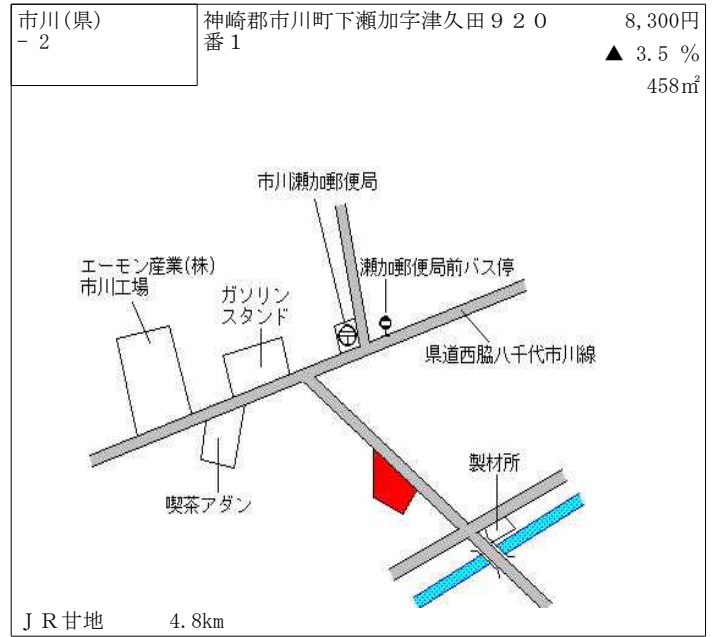 市川(県)
- 2
神崎郡市川町下瀬加字津久田９２０
番１
8,300円
▲ 3.5 %
458㎡
市川瀬加郵便局
エーモン産業(株)
市川工場
ガソリン
スタンド
瀬加郵便局前バス停
県道西脇八千代市川線
喫茶アダン
製材所
ＪＲ甘地 4.8km